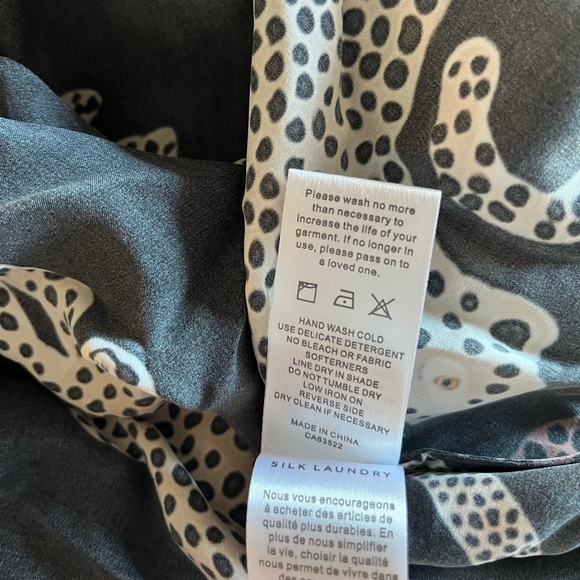 Please wash no more
than necessary to
increase the life of your
garment. If no longer in
use, please pass on to
a loved one.
HAND WASH COLD
USE DELICATE DETERGENT
NO BLEACH OR FABRIC
SOFTENERS
LINE DRY IN SHADE
DO NOT TUMBLE DRY
LOW IRON ON
REVERSE SIDE
DRY CLEAN IF NECESSARY
MADE IN CHINA
CA63522
SILK LAUNDRY
Nous vous encourageons
à acheter des articles de
qualité plus durables. En
plus de nous simplifier
la vie, choisir la qualité
nous permet de vivre dans